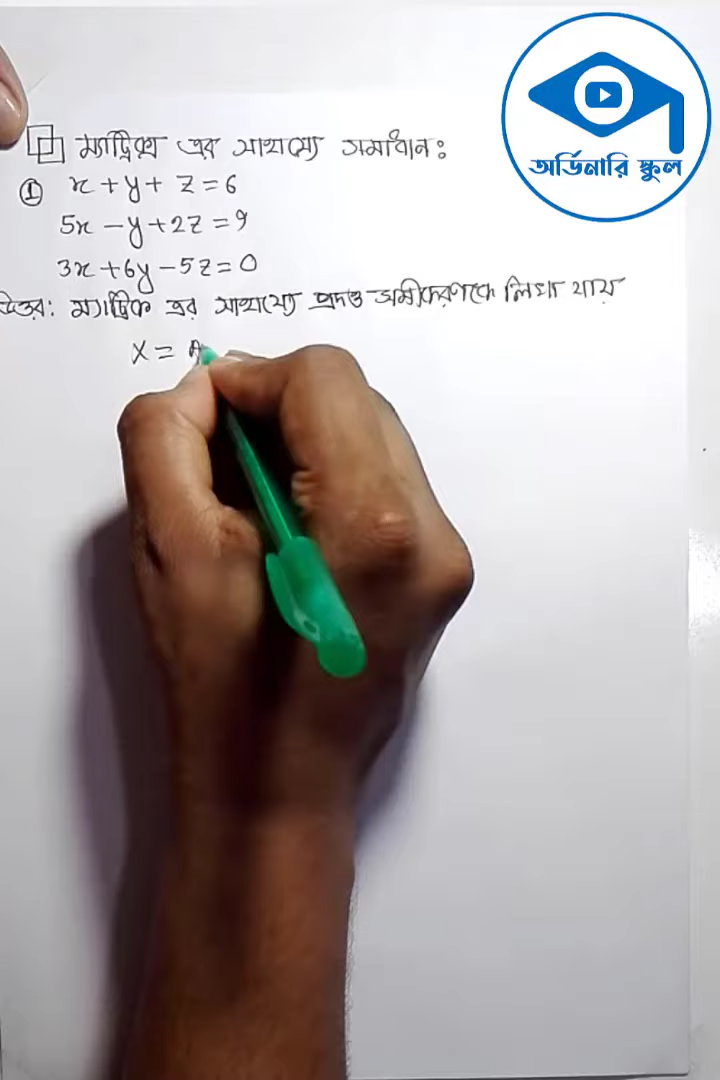 অর্ডিনারি স্কুল
ম্যাট্রিক্স এর সাহায্যে সমাধান:
① x + y + z = 6
5x - y + 2z = 9
3x + 6y - 5z = 0
উত্তর: ম্যাট্রিক এর সাহায্যে প্রদত্ত সমীকরণকে লিখা যায়
X = A